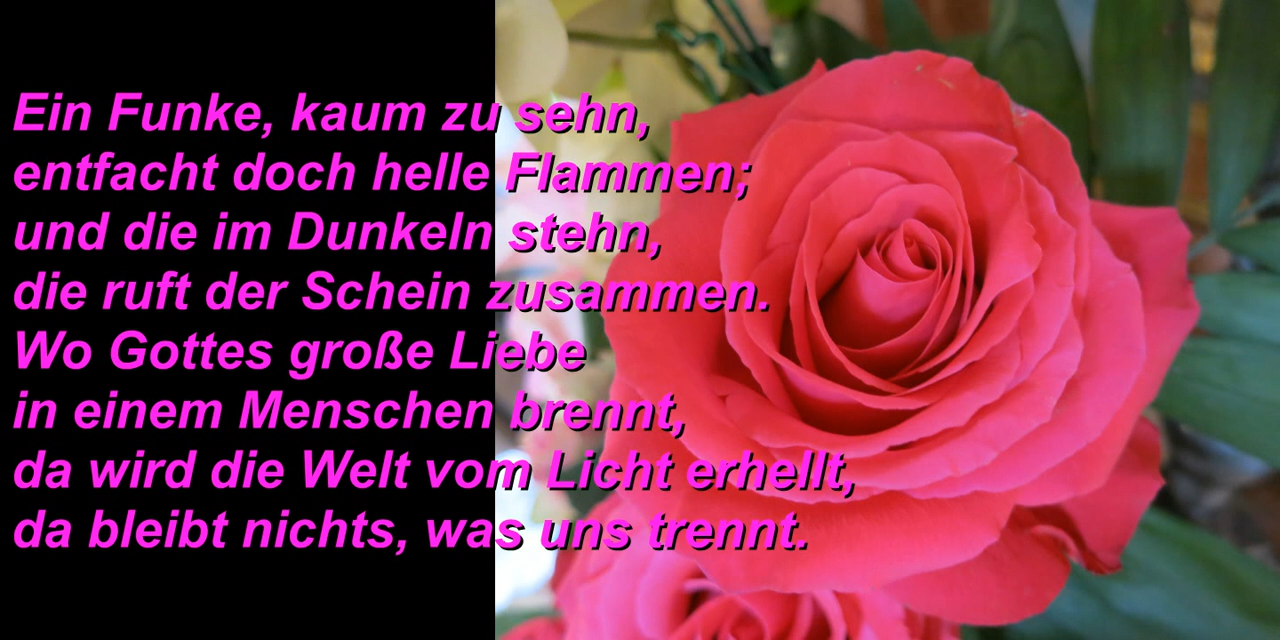 Ein Funke, kaum zu sehn,
entfacht doch helle Flammen;
und die im Dunkeln stehn,
die ruft der Schein zusammen.
Wo Gottes große Liebe
in einem Menschen brennt,
da wird die Welt vom Licht erhellt,
da bleibt nichts, was uns trennt.